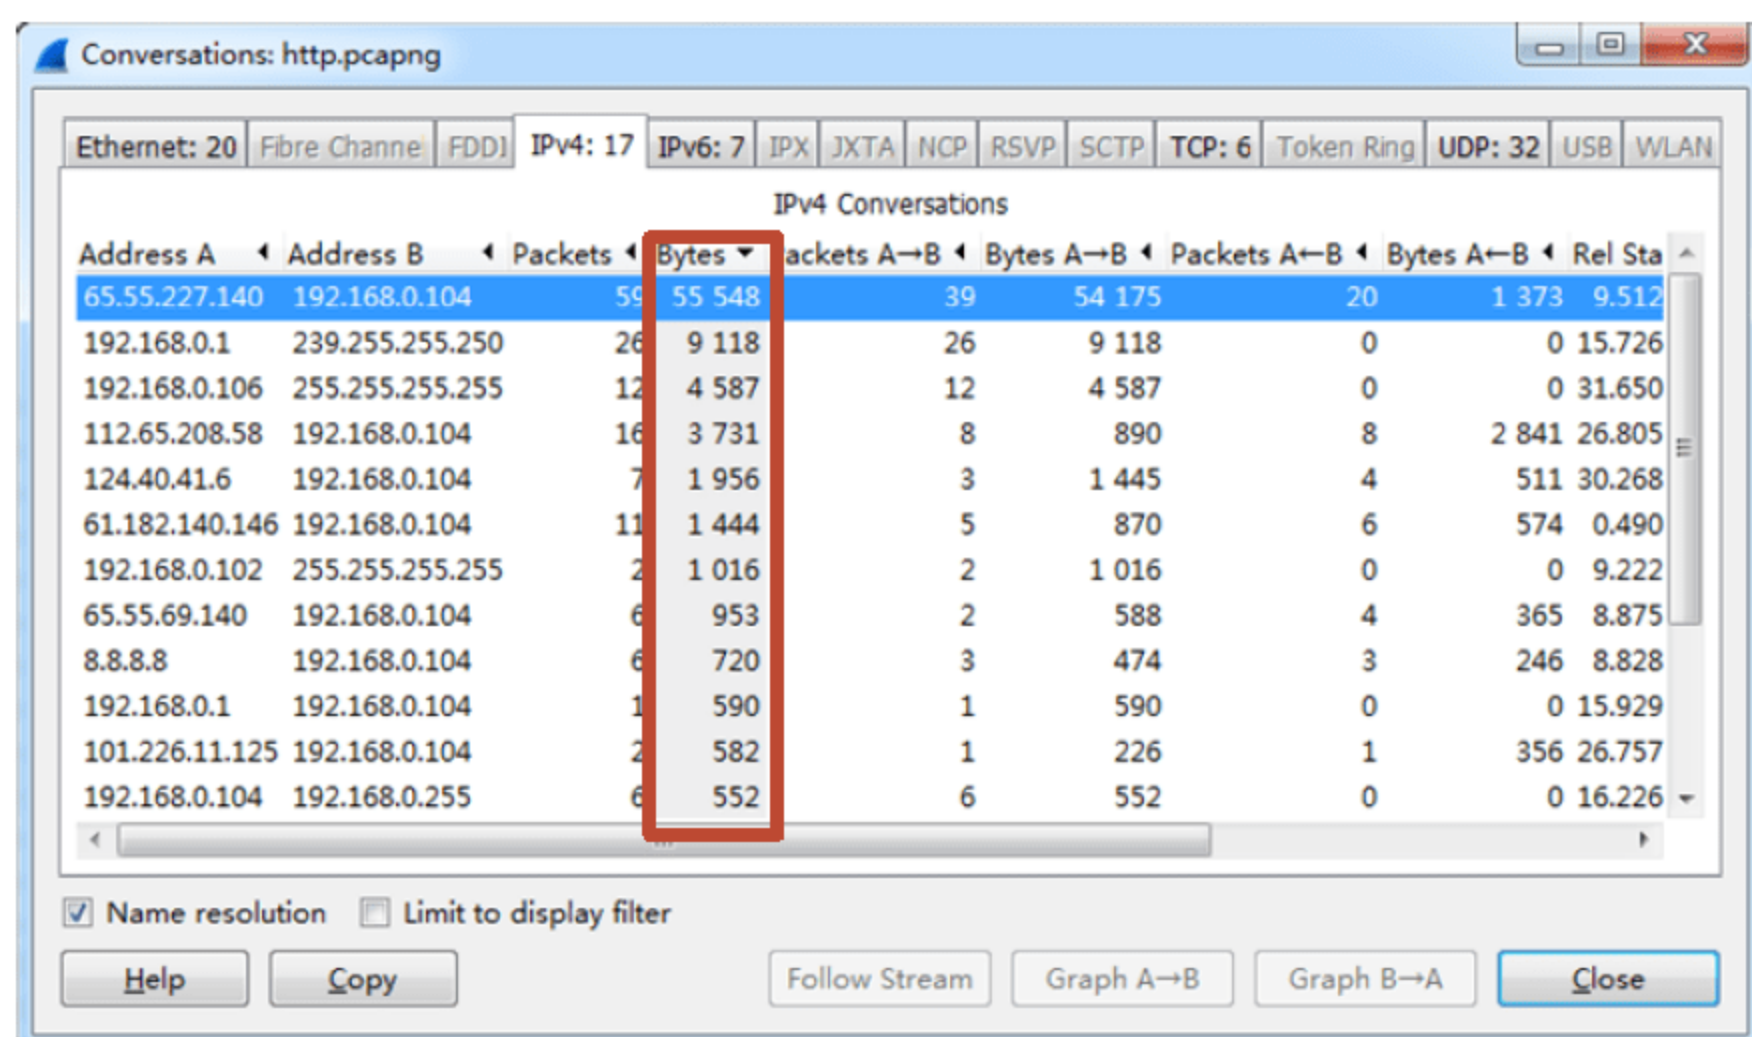 Conversations: http.pcapng
Ethernet: 20 Fibre Channe FDDI IPv4: 17 IPv6: 7 IPX JXTA NCP RSVP SCTP TCP: 6 Token Ring UDP: 32 USB WLAN
IPv4 Conversations
Address A Address B Packets Bytes ackets A→B Bytes A→B Packets A←B Bytes A←B Rel Sta
65.55.227.140 192.168.0.104 59 55 548 39 54 175 20 1 373 9.512
192.168.0.1 239.255.255.250 26 9 118 26 9 118 0 0 15.726
192.168.0.106 255.255.255.255 12 4 587 12 4 587 0 0 31.650
112.65.208.58 192.168.0.104 16 3 731 8 890 8 2 841 26.805
124.40.41.6 192.168.0.104 7 1 956 3 1 445 4 511 30.268
61.182.140.146 192.168.0.104 11 1 444 5 870 6 574 0.490
192.168.0.102 255.255.255.255 2 1 016 2 1 016 0 0 9.222
65.55.69.140 192.168.0.104 6 953 2 588 4 365 8.875
8.8.8.8 192.168.0.104 6 720 3 474 3 246 8.828
192.168.0.1 192.168.0.104 1 590 1 590 0 0 15.929
101.226.11.125 192.168.0.104 2 582 1 226 1 356 26.757
192.168.0.104 192.168.0.255 6 552 6 552 0 0 16.226
Name resolution Limit to display filter
Help Copy Follow Stream Graph A→B Graph B→A Close